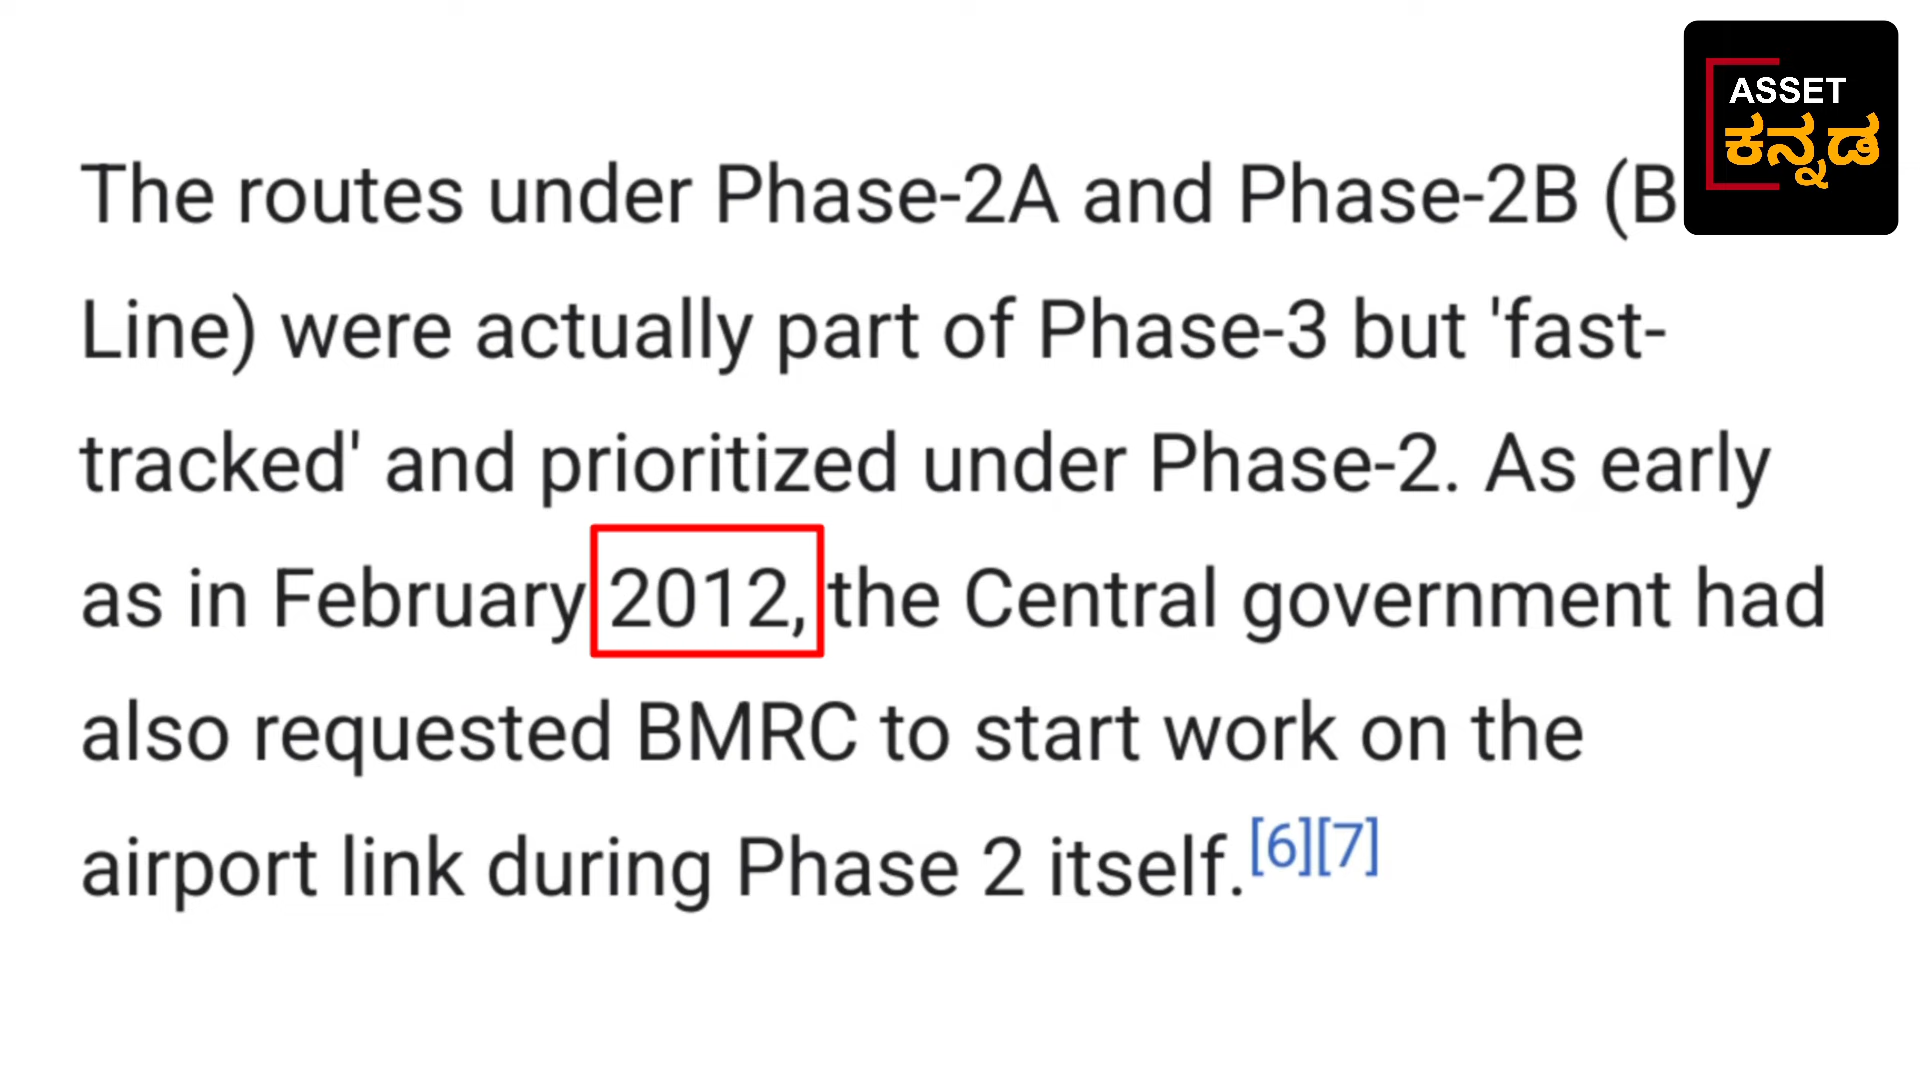 ASSET
ಕನ್ನಡ
The routes under Phase-2A and Phase-2B (B
Line) were actually part of Phase-3 but 'fast-
tracked' and prioritized under Phase-2. As early
as in February 2012, the Central government had
also requested BMRC to start work on the
airport link during Phase 2 itself.[6][7]